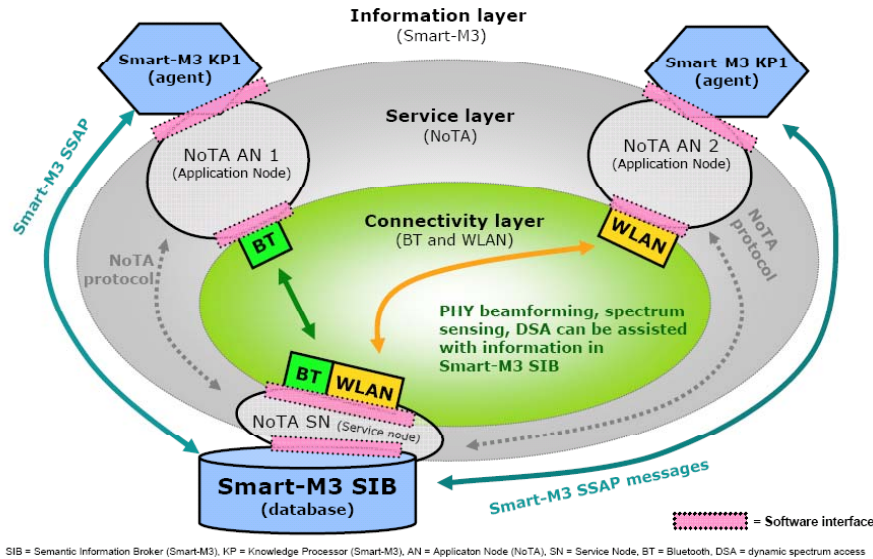 Information layer
(Smart-M3)
Smart-M3 KP1
(agent)
Smart M3 KP1
(agent)
Service layer
(NoTA)
NoTA AN 1
(Application Node)
NoTA AN 2
(Application Node)
Smart-M3 SSAP
Connectivity layer
(BT and WLAN)
BT
WLAN
NoTA
protocol
NoTA
protocol
PHY beamforming, spectrum
sensing, DSA can be assisted
with information in
Smart-M3 SIB
BT
WLAN
NoTA SN (Service node)
Smart-M3 SIB
(database)
Smart-M3 SSAP messages
= Software interface
SIB = Semantic Information Broker (Smart-M3), KP = Knowledge Processor (Smart-M3), AN = Applicaton Node (NoTA), SN = Service Node, BT = Bluetooth, DSA = dynamic spectrum access